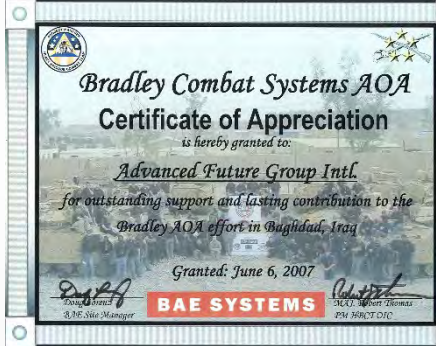 Bradley Combat Systems AOA
Certificate of Appreciation
is hereby granted to:
Advanced Future Group Intl.
for outstanding support and lasting contribution to the
Bradley AOA effort in Baghdad, Iraq
Granted: June 6, 2007
BAE Site Manager
BAE SYSTEMS
MAJ. Robert Thomas
PM HBCT OIC